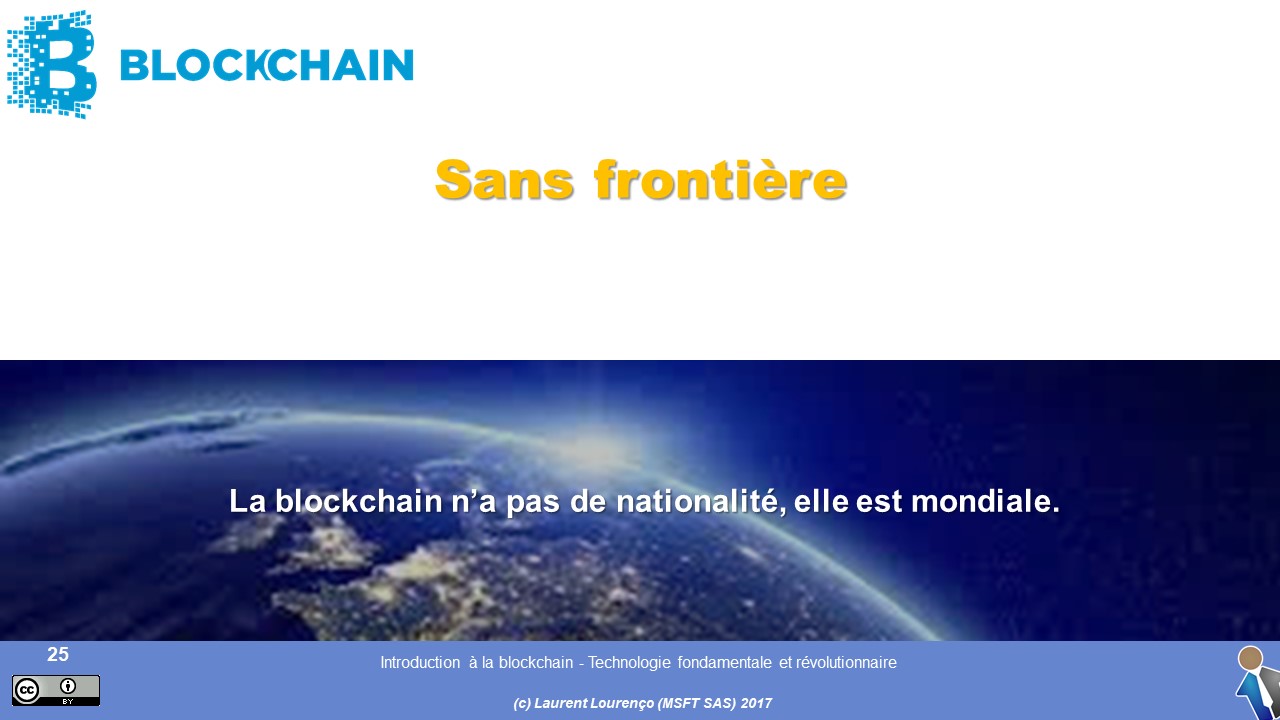 BLOCKCHAIN
Sans frontière
La blockchain n’a pas de nationalité, elle est mondiale.
25
Introduction à la blockchain - Technologie fondamentale et révolutionnaire
cc
BY
(c) Laurent Lourenço (MSFT SAS) 2017